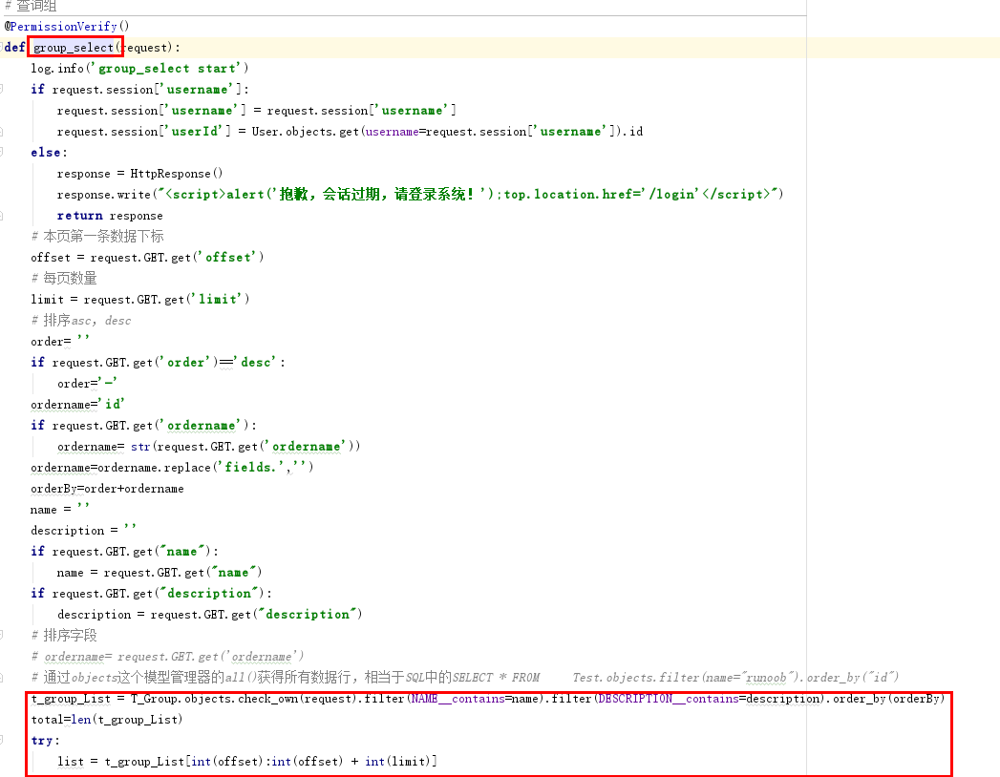 # 查询组
@PermissionVerify()
def group_select(request):
log.info('group_select start')
if request.session['username']:
request.session['username'] = request.session['username']
request.session['userId'] = User.objects.get(username=request.session['username']).id
else:
response = HttpResponse()
response.write("<script>alert('抱歉，会话过期，请登录系统！');top.location.href='/login'</script>")
return response
# 本页第一条数据下标
offset = request.GET.get('offset')
# 每页数量
limit = request.GET.get('limit')
# 排序asc，desc
order= ''
if request.GET.get('order')=='desc':
order='-'
ordername='id'
if request.GET.get('ordername'):
ordername= str(request.GET.get('ordername'))
ordername=ordername.replace('fields.','')
orderBy=order+ordername
name = ''
description = ''
if request.GET.get("name"):
name = request.GET.get("name")
if request.GET.get("description"):
description = request.GET.get("description")
# 排序字段
# ordername= request.GET.get('ordername')
# 通过objects这个模型管理器的all()获得所有数据行，相当于SQL中的SELECT * FROM Test.objects.filter(name="runoob").order_by("id")
t_group_List = T_Group.objects.check_own(request).filter(NAME__contains=name).filter(DESCRIPTION__contains=description).order_by(orderBy)
total=len(t_group_List)
try:
list = t_group_List[int(offset):int(offset) + int(limit)]